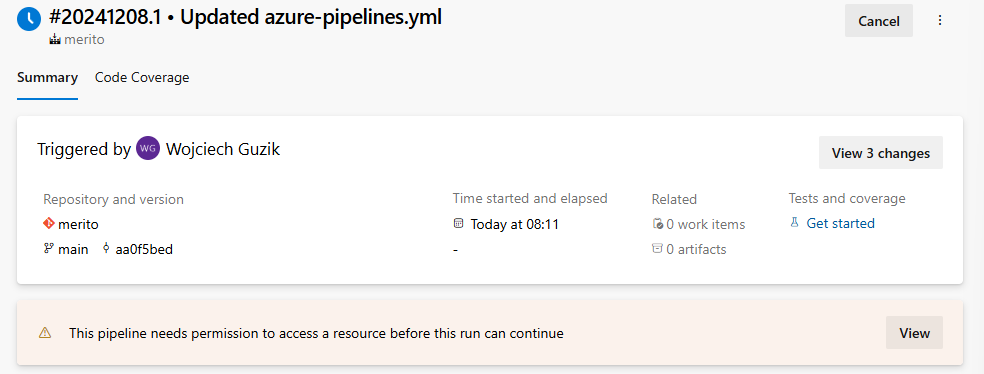 #20241208.1 • Updated azure-pipelines.yml
Cancel
merito
Summary Code Coverage
Triggered by WG Wojciech Guzik
View 3 changes
Repository and version Time started and elapsed Related Tests and coverage
merito Today at 08:11 0 work items Get started
main aa0f5bed - 0 artifacts
This pipeline needs permission to access a resource before this run can continue View